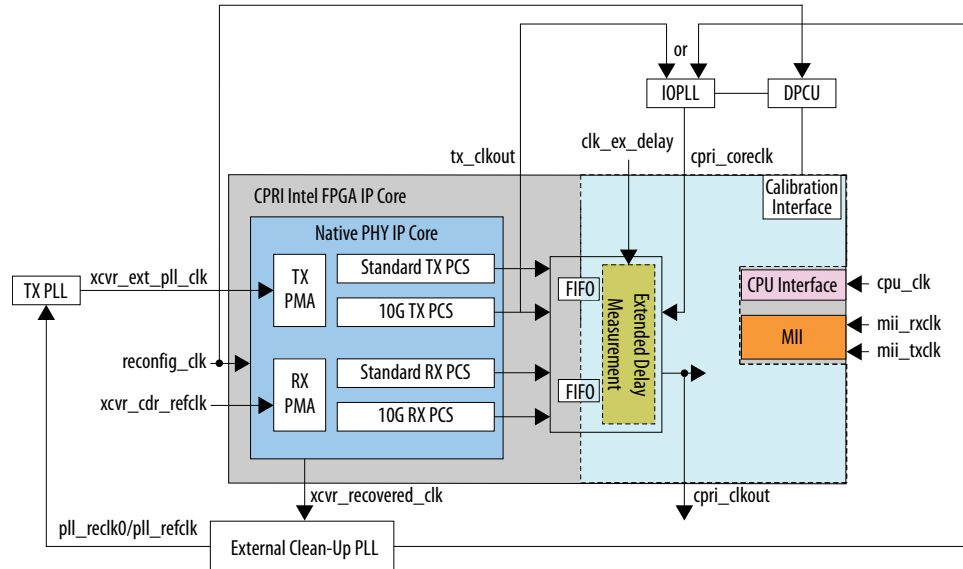 or
IOPLL
DPCU
clk_ex_delay
tx_clkout
cpri_coreclk
CPRI Intel FPGA IP Core
Calibration
Interface
Native PHY IP Core
TX
PMA
Standard TX PCS
10G TX PCS
FIFO
Extended Delay
Measurement
CPU Interface
cpu_clk
TX PLL
xcvr_ext_pll_clk
MII
mii_rxclk
mii_txclk
reconfig_clk
RX
PMA
Standard RX PCS
10G RX PCS
FIFO
xcvr_cdr_refclk
xcvr_recovered_clk
cpri_clkout
pll_reclk0/pll_refclk
External Clean-Up PLL